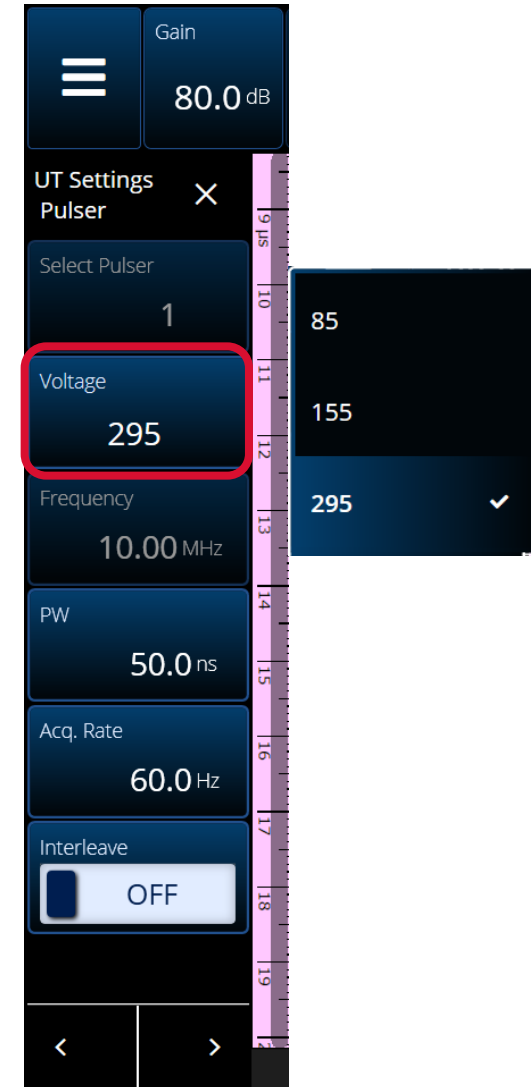 Gain
80.0 dB
UT Settings
Pulser
Select Pulser
1
Voltage
295
Frequency
10.00 MHz
PW
50.0 ns
Acq. Rate
60.0 Hz
Interleave
OFF
9 µs
10
11
12
13
14
15
16
17
18
19
85
155
295